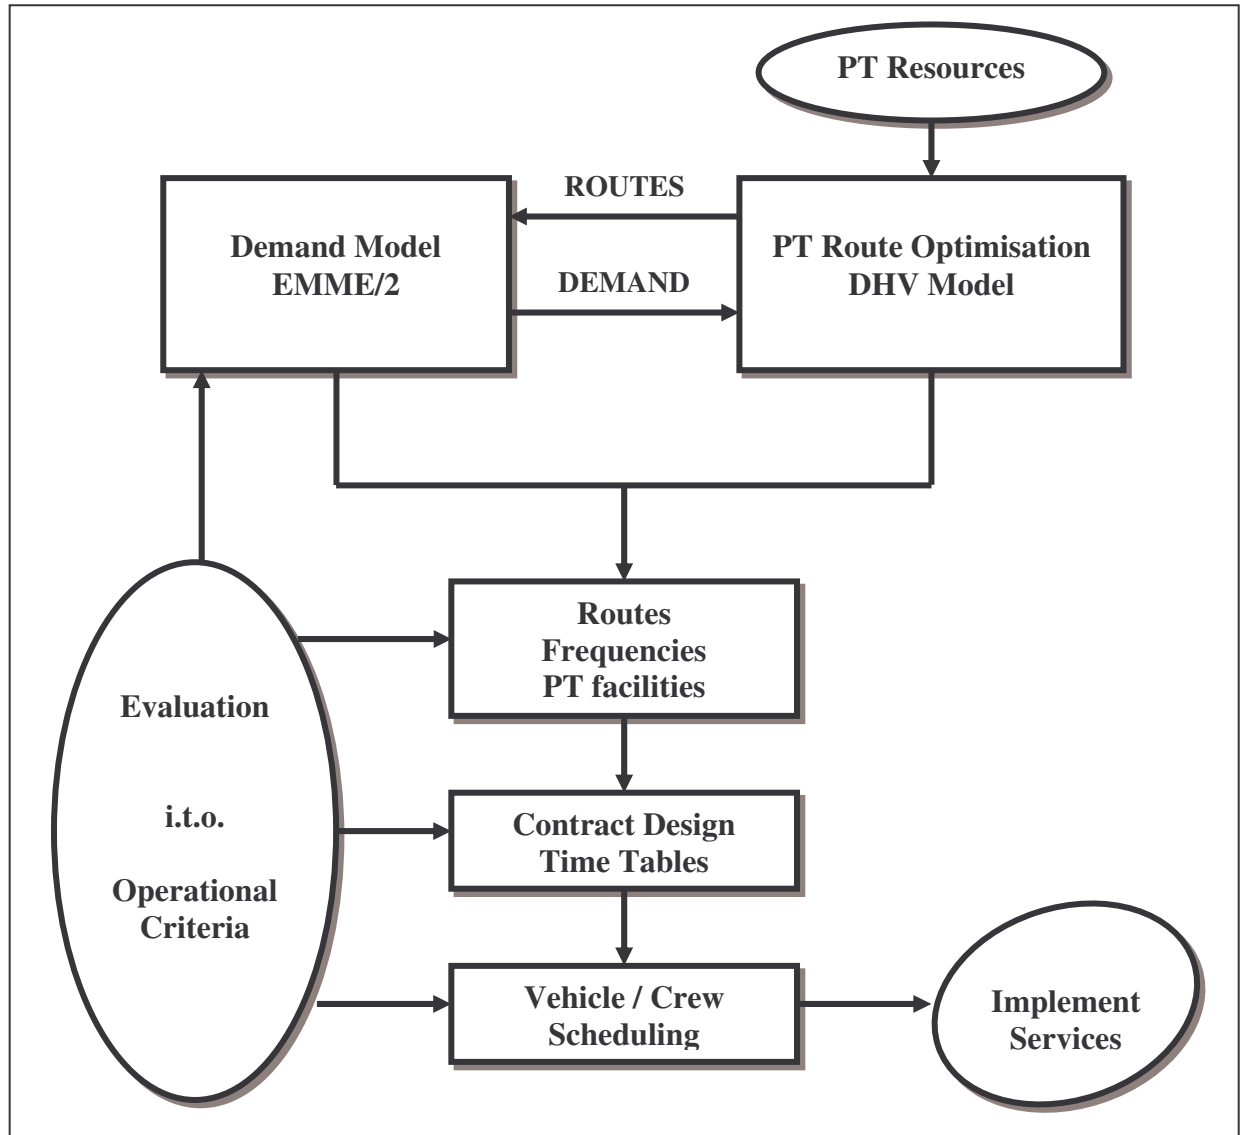 PT Resources
ROUTES
Demand Model
EMME/2
PT Route Optimisation
DHV Model
DEMAND
Routes
Frequencies
PT facilities
Evaluation
i.t.o.
Operational
Criteria
Contract Design
Time Tables
Vehicle / Crew
Scheduling
Implement
Services